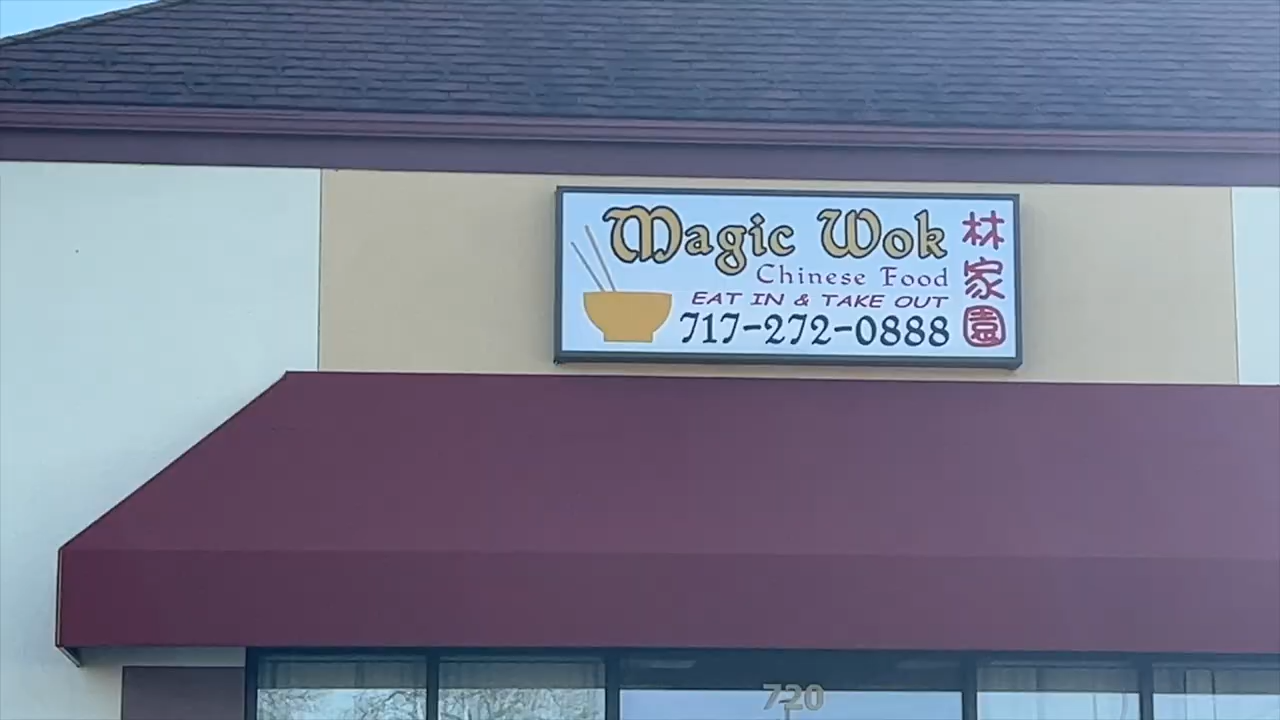 Magic Wok
Chinese Food
EAT IN & TAKE OUT
717-272-0888
林家園
720